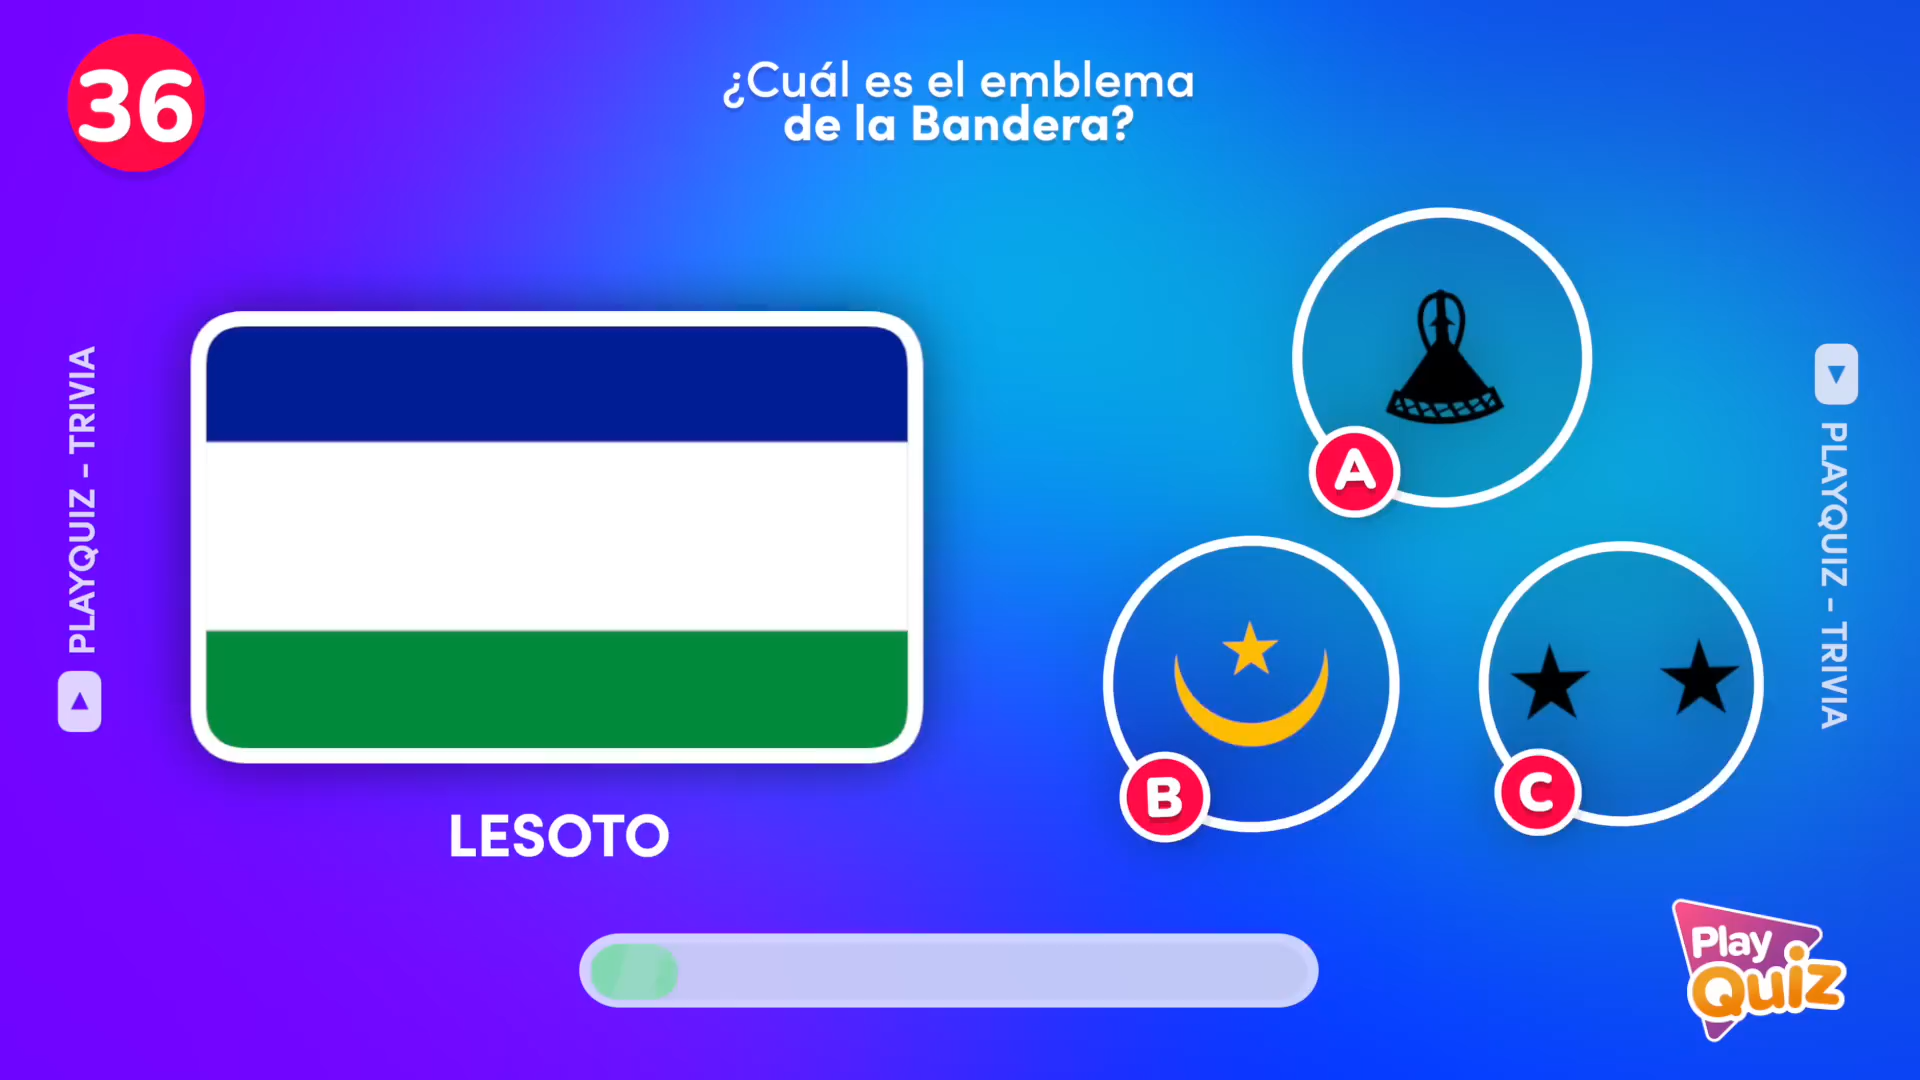 36
¿Cuál es el emblema
de la Bandera?
PLAYQUIZ - TRIVIA
LESOTO
A
B
C
PLAYQUIZ - TRIVIA
Play
Quiz